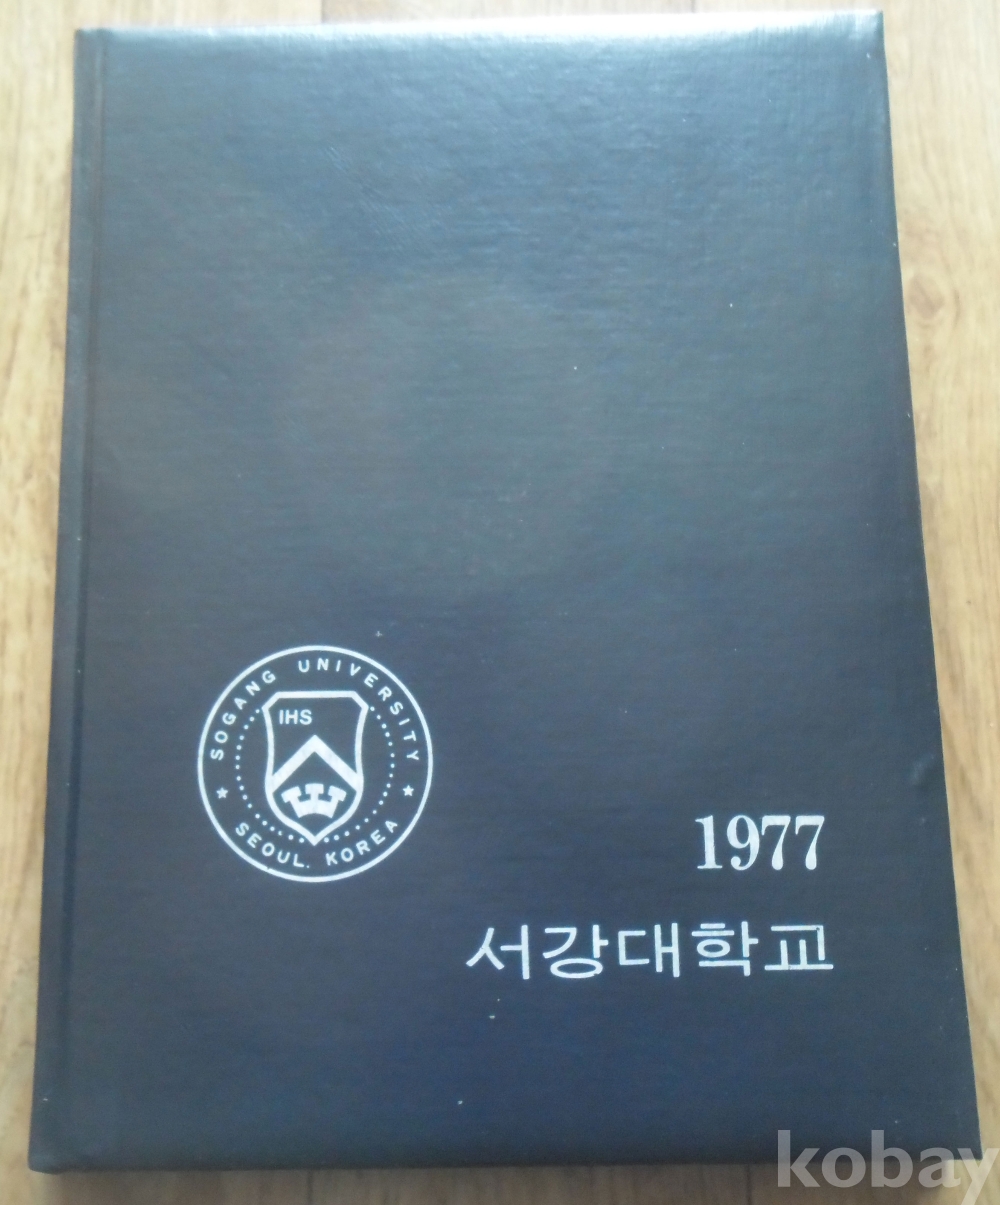 SOGANG UNIVERSITY
IHS
★ SEOUL. KOREA ★
1977
서강대학교
kobay